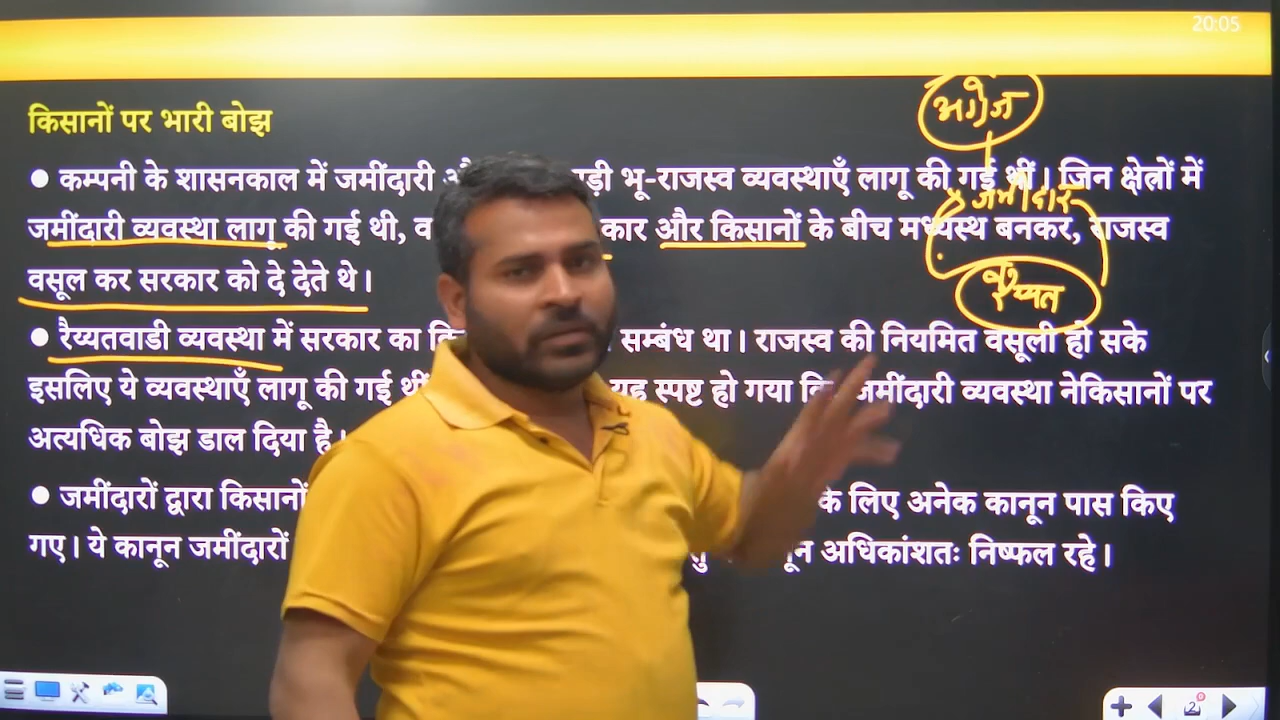 20:05
किसानों पर भारी बोझ
● कम्पनी के शासनकाल में जमींदारी भू-राजस्व व्यवस्थाएँ लागू की गई थीं। जिन क्षेत्रों में
जमींदारी व्यवस्था लागू की गई थी, और किसानों के बीच मध्यस्थ बनकर, राजस्व
वसूल कर सरकार को दे देते थे।
● रैय्यतवाडी व्यवस्था में सरकार का सम्बंध था। राजस्व की नियमित वसूली हो सके
इसलिए ये व्यवस्थाएँ लागू की गई यह स्पष्ट हो गया जमींदारी व्यवस्था नेकिसानों पर
अत्यधिक बोझ डाल दिया है।
● जमींदारों द्वारा किसानों के लिए अनेक कानून पास किए
गए। ये कानून जमींदारों अधिकांशतः निष्फल रहे।
अंग्रेज
जमींदार
2